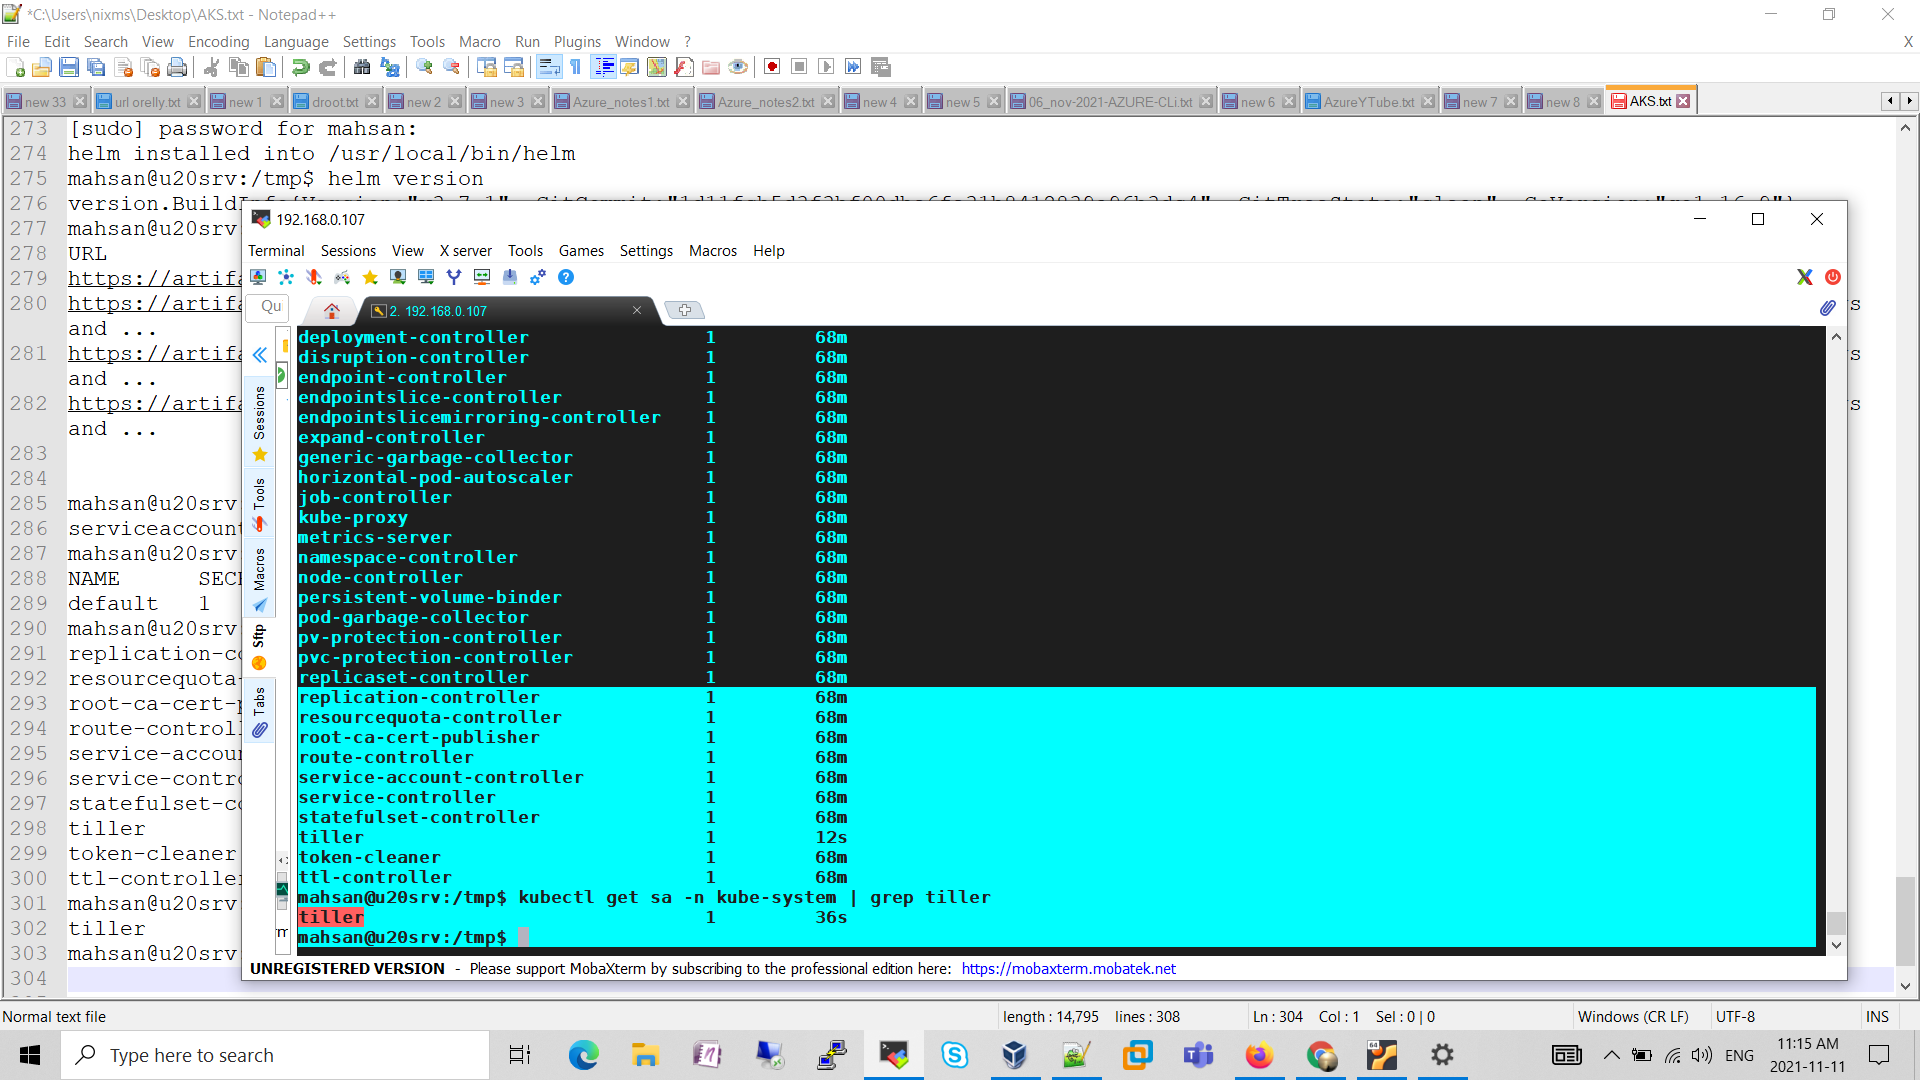 *C:\Users\nixms\Desktop\AKS.txt - Notepad++
File Edit Search View Encoding Language Settings Tools Macro Run Plugins Window ?
X
new 33 url orelly.txt new 1 droot.txt new 2 new 3 Azure_notes1.txt Azure_notes2.txt new 4 new 5 06_nov-2021-AZURE-CLi.txt new 6 AzureYTube.txt new 7 new 8 AKS.txt
273 [sudo] password for mahsan:
274 helm installed into /usr/local/bin/helm
275 mahsan@u20srv:/tmp$ helm version
276
277 mahsan@u20srv
278 URL
279 https://artifa
280 https://artifa
and ...
281 https://artifa
and ...
282 https://artifa
and ...
283
284
285 mahsan@u20srv
286 serviceaccount
287 mahsan@u20srv
288 NAME SECR
289 default 1
290 mahsan@u20srv
291 replication-co
292 resourcequota-
293 root-ca-cert-p
294 route-controll
295 service-accoun
296 service-contro
297 statefulset-co
298 tiller
299 token-cleaner
300 ttl-controller
301 mahsan@u20srv
302 tiller
303 mahsan@u20srv
304
192.168.0.107
Terminal Sessions View X server Tools Games Settings Macros Help
Qu
2. 192.168.0.107
Sessions
Tools
Macros
Sftp
Tabs
deployment-controller 1 68m
disruption-controller 1 68m
endpoint-controller 1 68m
endpointslice-controller 1 68m
endpointslicemirroring-controller 1 68m
expand-controller 1 68m
generic-garbage-collector 1 68m
horizontal-pod-autoscaler 1 68m
job-controller 1 68m
kube-proxy 1 68m
metrics-server 1 68m
namespace-controller 1 68m
node-controller 1 68m
persistent-volume-binder 1 68m
pod-garbage-collector 1 68m
pv-protection-controller 1 68m
pvc-protection-controller 1 68m
replicaset-controller 1 68m
replication-controller 1 68m
resourcequota-controller 1 68m
root-ca-cert-publisher 1 68m
route-controller 1 68m
service-account-controller 1 68m
service-controller 1 68m
statefulset-controller 1 68m
tiller 1 12s
token-cleaner 1 68m
ttl-controller 1 68m
mahsan@u20srv:/tmp$ kubectl get sa -n kube-system | grep tiller
tiller 1 36s
mahsan@u20srv:/tmp$
UNREGISTERED VERSION - Please support MobaXterm by subscribing to the professional edition here: https://mobaxterm.mobatek.net
Normal text file length : 14,795 lines : 308 Ln : 304 Col : 1 Sel : 0 | 0 Windows (CR LF) UTF-8 INS
Type here to search
ENG
11:15 AM
2021-11-11